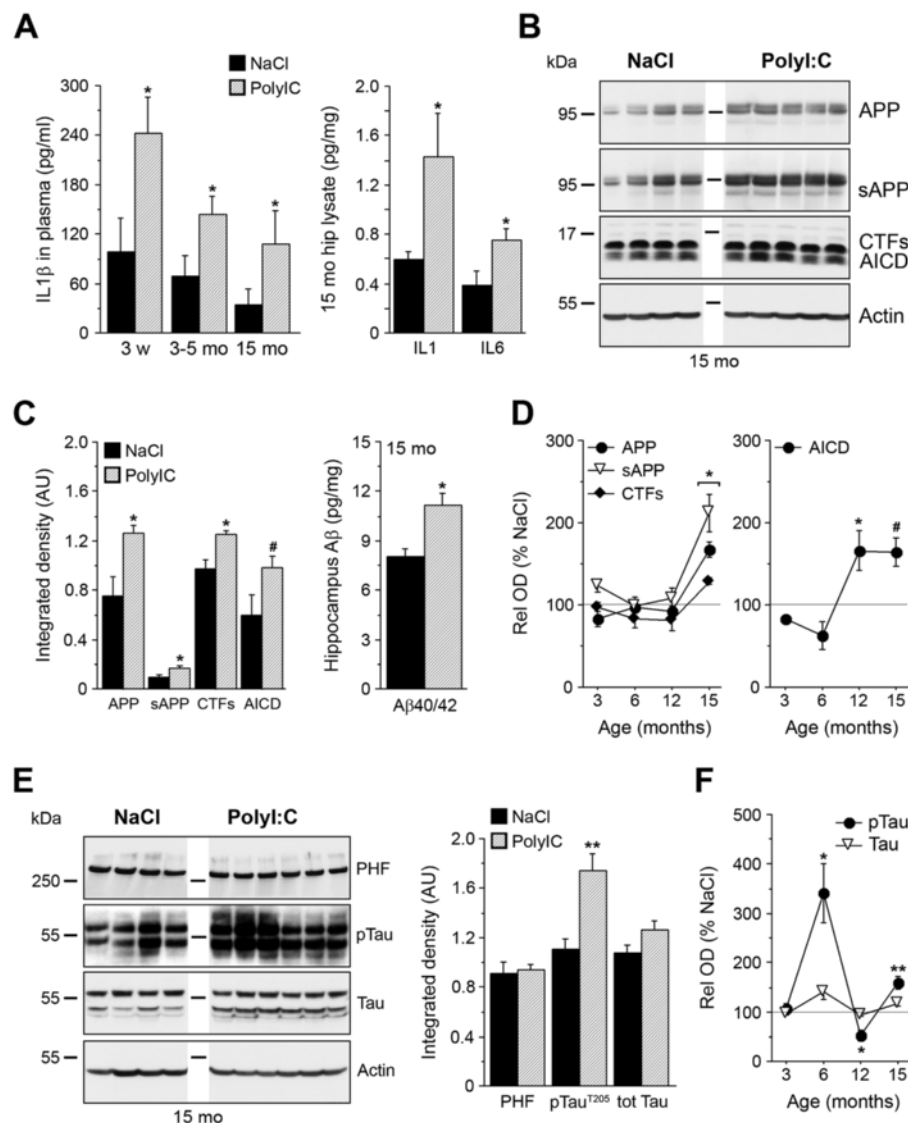 A
NaCl
PolyIC
IL1β in plasma (pg/ml)
300
240
180
120
60
0
3 w
3-5 mo
15 mo
*
*
*
15 mo hip lysate (pg/ml)
2.0
1.6
1.2
0.8
0.4
0
IL1
IL6
*
*
B
kDa
NaCl
PolyI:C
95
APP
95
sAPP
17
CTFs
AICD
55
Actin
15 mo
C
NaCl
PolyIC
Integrated density (AU)
2.0
1.6
1.2
0.8
0.4
0
APP
sAPP
CTFs
AICD
*
*
*
#
15 mo
Hippocampus Aβ (pg/mg)
15
12
9
6
3
0
Aβ40/42
*
D
APP
sAPP
CTFs
Rel OD (% NaCl)
300
200
100
0
3
6
12
15
Age (months)
*
AICD
300
200
100
0
3
6
12
15
Age (months)
*
#
E
kDa
NaCl
PolyI:C
250
PHF
55
pTau
Tau
55
Actin
15 mo
NaCl
PolyIC
Integrated density (AU)
2.0
1.6
1.2
0.8
0.4
0
PHF
pTauT205
tot Tau
**
F
pTau
Tau
Rel OD (% NaCl)
500
400
300
200
100
0
3
6
12
15
Age (months)
*
*
**